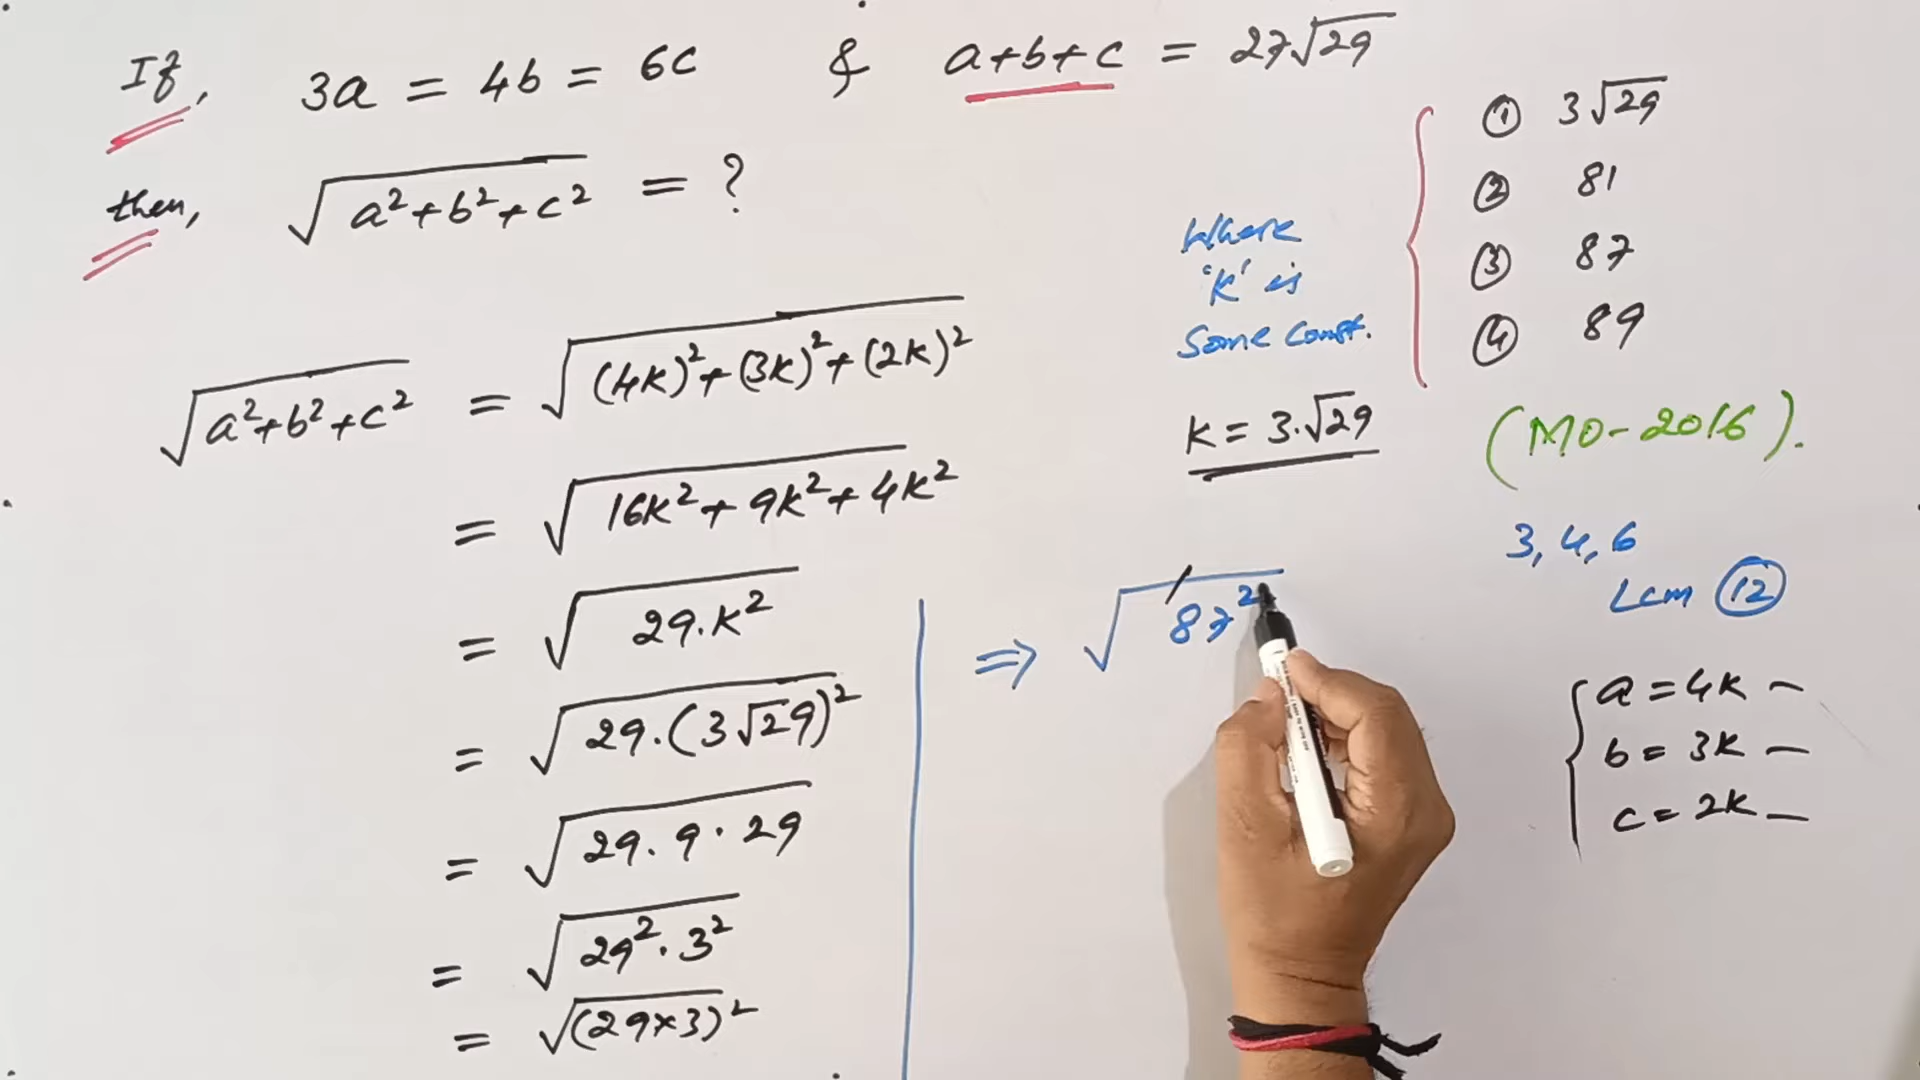 If, 3a = 4b = 6c & a+b+c = 27√29
then, √(a²+b²+c²) = ?
① 3√29
② 81
③ 87
④ 89
(MO-2016).
Where
'K' is
Some Const.
K = 3.√29
3, 4, 6
Lcm ⑫
a = 4K -
b = 3K -
c = 2K -
√(a²+b²+c²) = √((4K)²+(3K)²+(2K)²)
= √(16K²+9K²+4K²)
= √(29.K²)
= √(29.(3√29)²)
= √(29.9.29)
= √(29².3²)
= √((29×3)²)
⇒ √(87²)